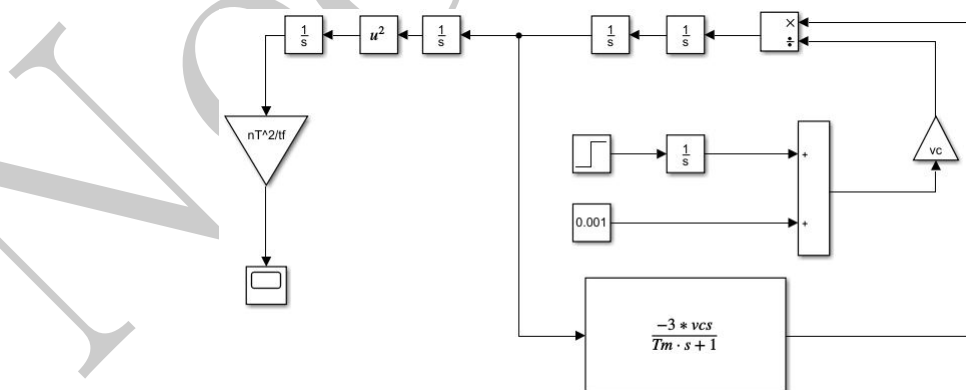 1/s u² 1/s 1/s 1/s × ÷
nT^2/tf
1/s + vc
0.001 +
-3 * vcs
Tm · s + 1